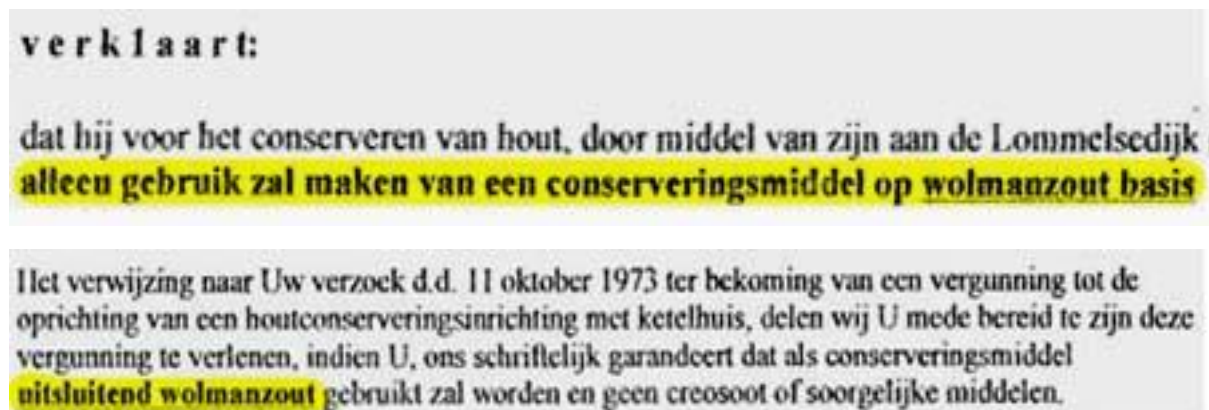 verklaart:
dat hij voor het conserveren van hout, door middel van zijn aan de Lommelsedijk
alleen gebruik zal maken van een conserveringsmiddel op wolmanzout basis
Het verwijzing naar Uw verzoek d.d. 11 oktober 1973 ter bekoming van een vergunning tot de
oprichting van een houtconserveringsinrichting met ketelhuis, delen wij U mede bereid te zijn deze
vergunning te verlenen, indien U, ons schriftelijk garandeert dat als conserveringsmiddel
uitsluitend wolmanzout gebruikt zal worden en geen creosoot of soorgelijke middelen.